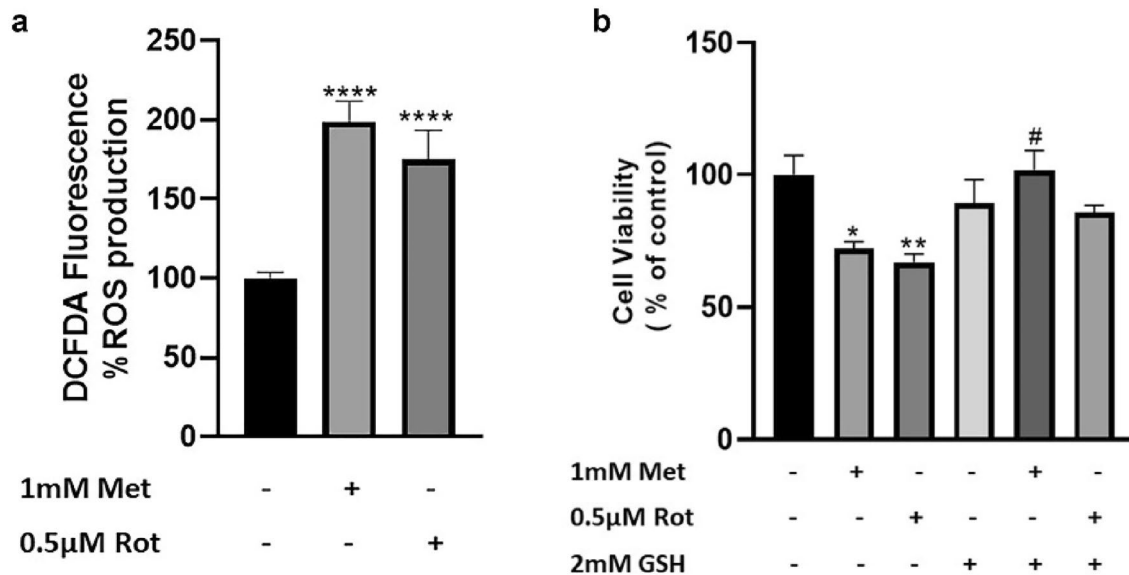 a
DCFDA Fluorescence
% ROS production
250
200
150
100
50
0
****
****
1mM Met - + -
0.5µM Rot - - +
b
Cell Viability
( % of control)
150
100
50
0
*
**
#
1mM Met - + - - + -
0.5µM Rot - - + - - +
2mM GSH - - - + + +